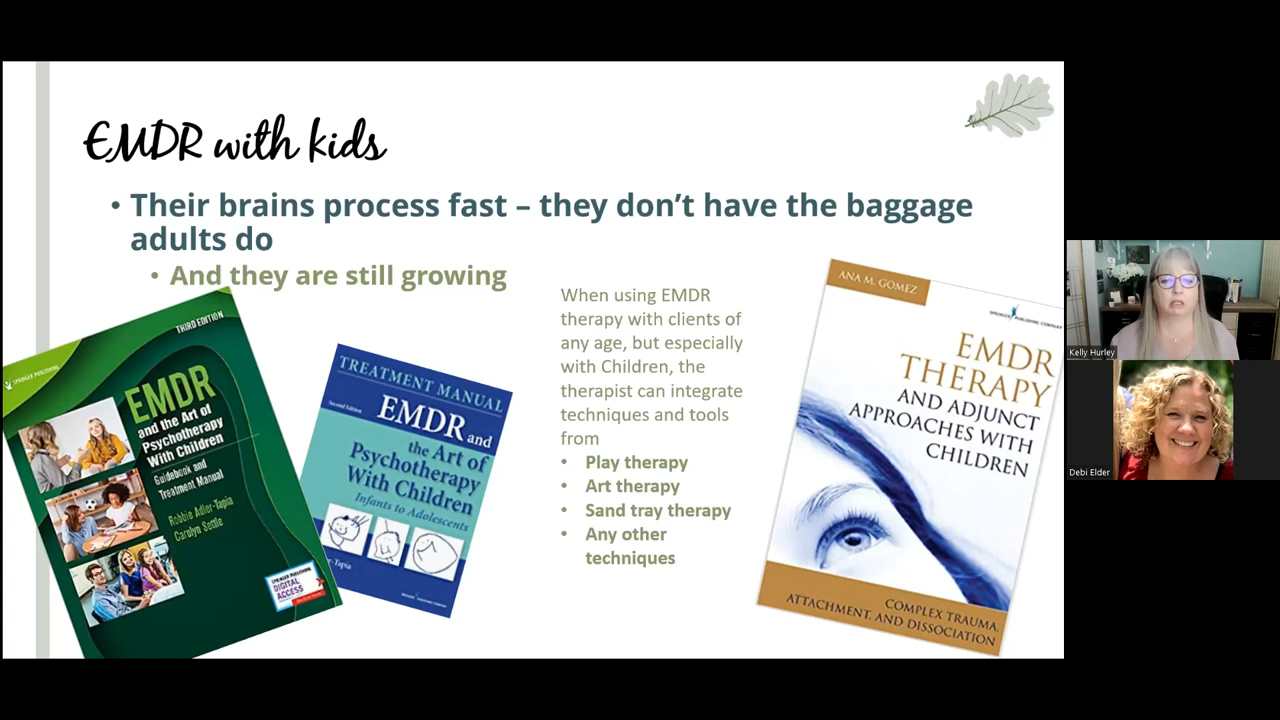 EMDR with kids
• Their brains process fast – they don't have the baggage
adults do
• And they are still growing
When using EMDR
therapy with clients of
any age, but especially
with Children, the
therapist can integrate
techniques and tools
from
• Play therapy
• Art therapy
• Sand tray therapy
• Any other
techniques
SPRINGER PUBLISHING
THIRD EDITION
EMDR
and the Art of
Psychotherapy
With Children
Guidebook and
Treatment Manual
Robbie Adler-Tapia
Carolyn Settle
SPRINGER PUBLISHING
DIGITAL
ACCESS
TREATMENT MANUAL
Second Edition
EMDR and
the Art of
Psychotherapy
With Children
Infants to Adolescents
Tapia
ANA M. GOMEZ
SPRINGER PUBLISHING COMPANY
EMDR
THERAPY
AND ADJUNCT
APPROACHES WITH
CHILDREN
COMPLEX TRAUMA,
ATTACHMENT, AND DISSOCIATION
Kelly Hurley
Debi Elder